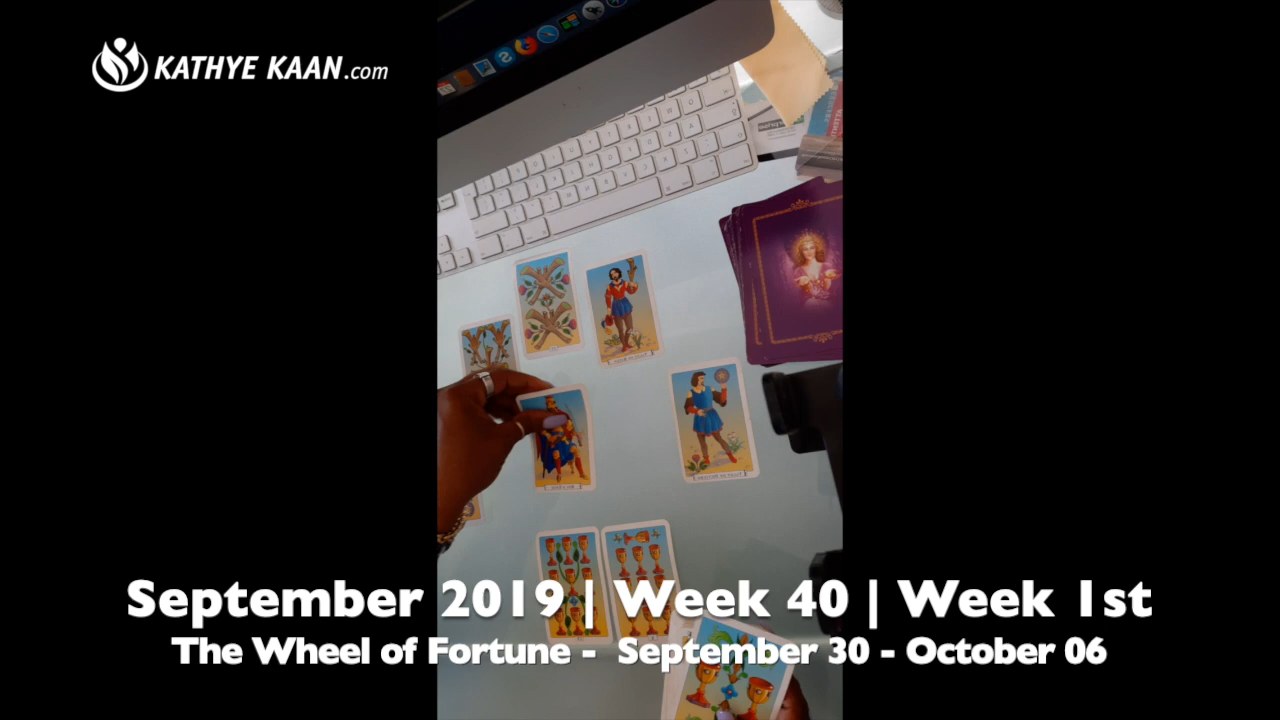 KATHYE KAAN.com
September 2019 | Week 40 | Week 1st
The Wheel of Fortune - September 30 - October 06